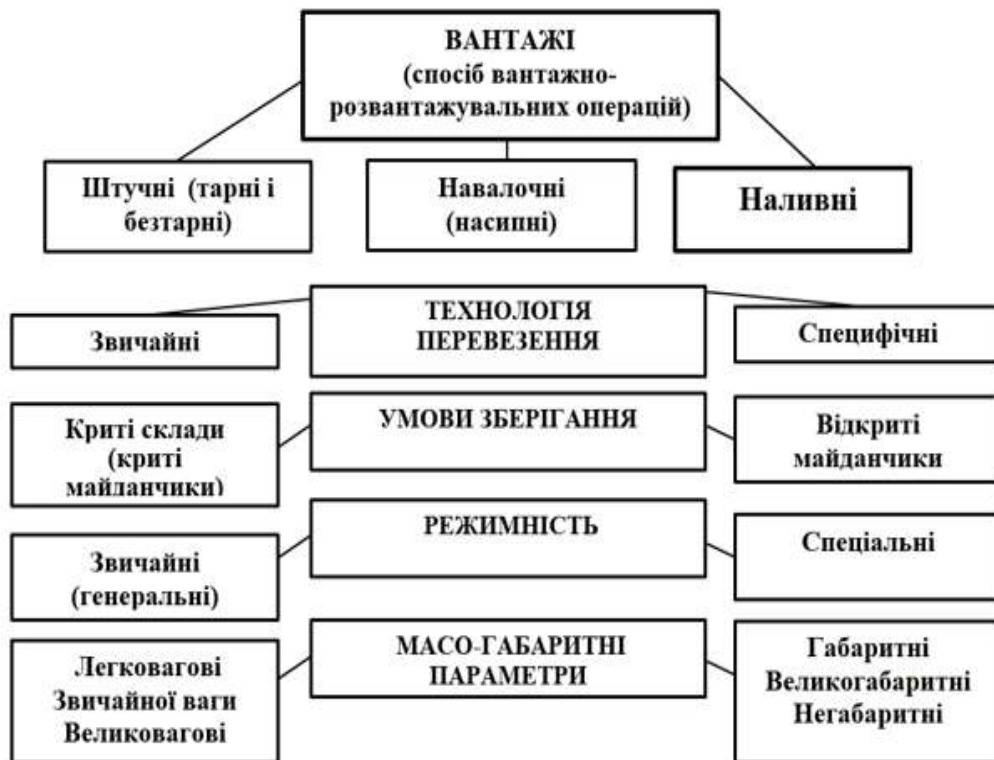 ВАНТАЖІ
(спосіб вантажно-
розвантажувальних операцій)
Штучні (тарні і
безтарні)
Навалочні
(насипні)
Наливні
Звичайні
ТЕХНОЛОГІЯ
ПЕРЕВЕЗЕННЯ
Специфічні
Криті склади
(криті
майданчики)
УМОВИ ЗБЕРІГАННЯ
Відкриті
майданчики
Звичайні
(генеральні)
РЕЖИМНІСТЬ
Спеціальні
Легковагові
Звичайної ваги
Великовагові
МАСО-ГАБАРИТНІ
ПАРАМЕТРИ
Габаритні
Великогабаритні
Негабаритні